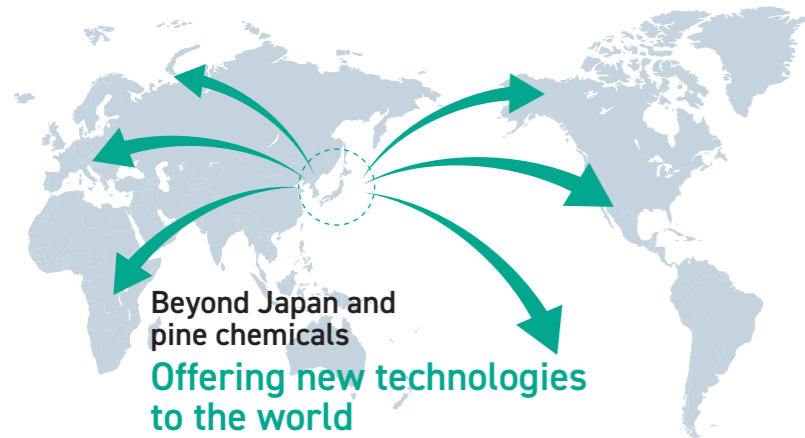 Beyond Japan and
pine chemicals
Offering new technologies
to the world